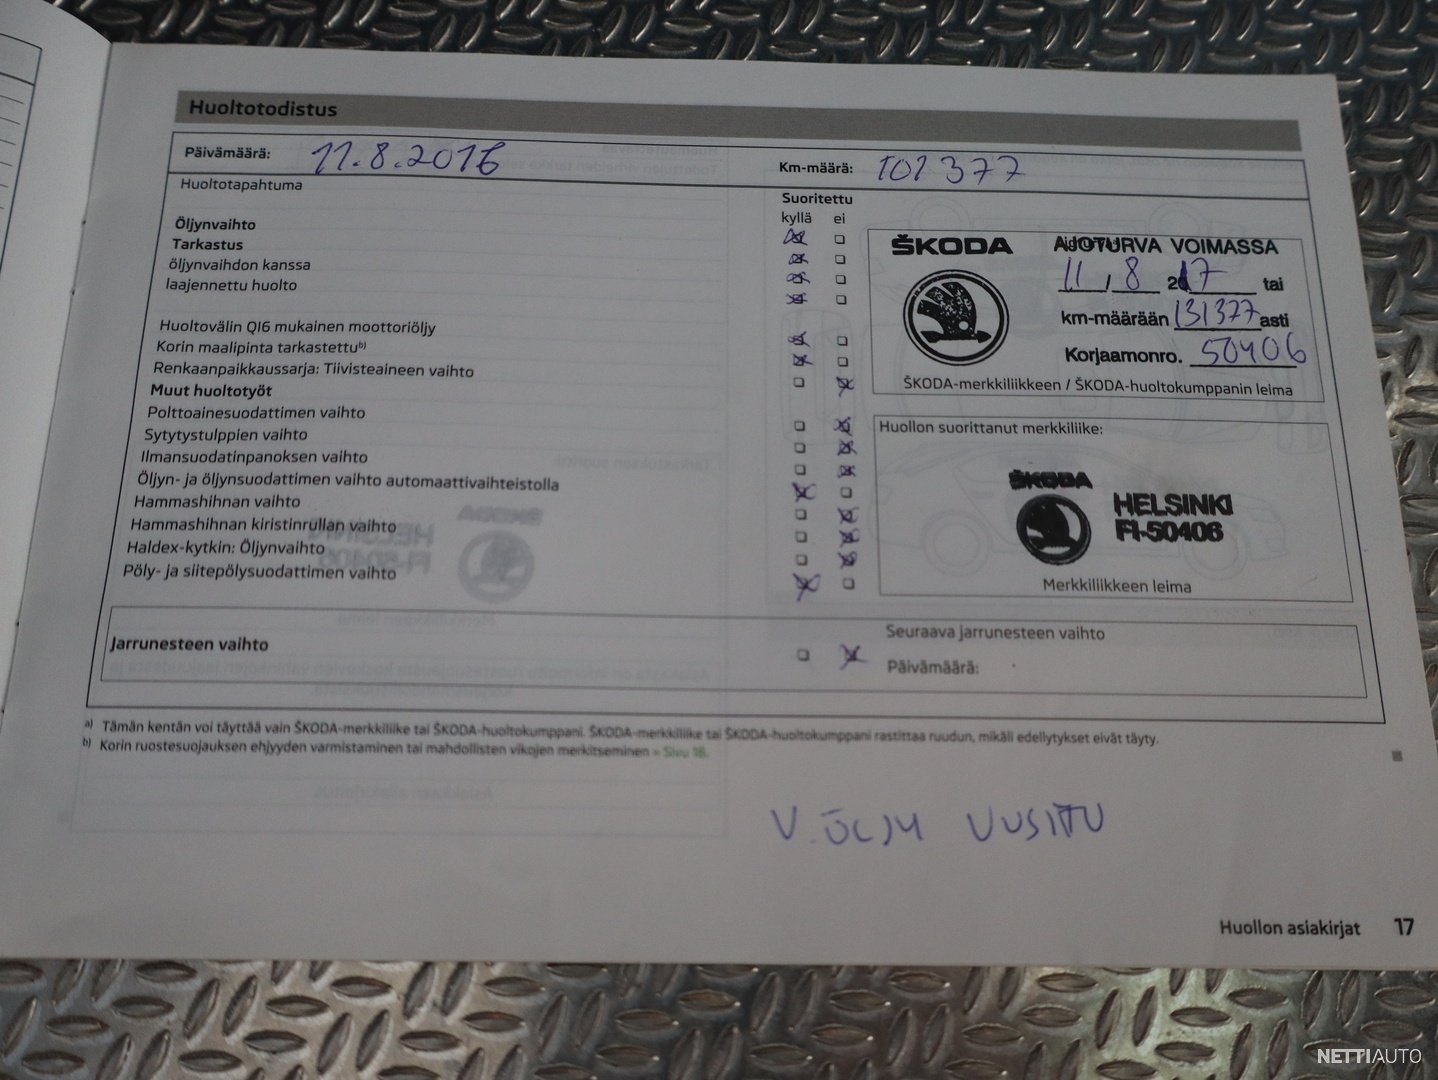 Huoltotodistus
Päivämäärä: 11.8.2016 Km-määrä: 101 377
Huoltotapahtuma Suoritettu
kyllä ei
Öljynvaihto
Tarkastus
öljynvaihdon kanssa
laajennettu huolto
Huoltovälin QI6 mukainen moottoriöljy
Korin maalipinta tarkastettu b)
Renkaanpaikkaussarja: Tiivisteaineen vaihto
Muut huoltotyöt
Polttoainesuodattimen vaihto
Sytytystulppien vaihto
Ilmansuodatinpanoksen vaihto
Öljyn- ja öljynsuodattimen vaihto automaattivaihteistolla
Hammashihnan vaihto
Hammashihnan kiristinrullan vaihto
Haldex-kytkin: Öljynvaihto
Pöly- ja siitepölysuodattimen vaihto
ŠKODA AJOTURVA VOIMASSA
11 / 8 2017 tai
km-määrään 131377 asti
Korjaamonro. 50406
ŠKODA-merkkiliikkeen / ŠKODA-huoltokumppanin leima
Huollon suorittanut merkkiliike:
ŠKODA
HELSINKI
FI-50406
Merkkiliikkeen leima
Jarrunesteen vaihto
Seuraava jarrunesteen vaihto
Päivämäärä:
a) Tämän kentän voi täyttää vain ŠKODA-merkkiliike tai ŠKODA-huoltokumppani. ŠKODA-merkkiliike tai ŠKODA-huoltokumppani rastittaa ruudun, mikäli edellytykset eivät täyty.
b) Korin ruostesuojauksen ehjyyden varmistaminen tai mahdollisten vikojen merkitseminen » Sivu 18.
V.ÖLJY UUSITU
Huollon asiakirjat 17
NETTIAUTO